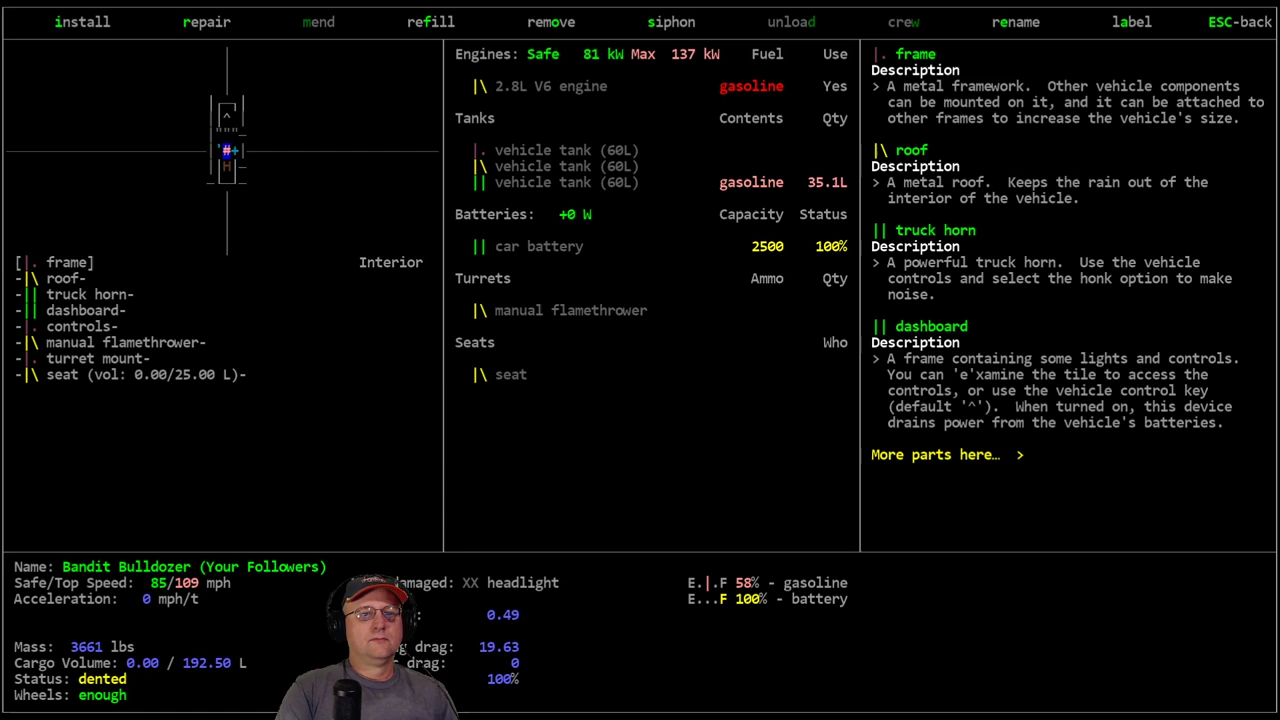 install repair mend refill remove siphon unload crew rename label ESC-back
[|. frame] Interior
-|\ roof-
-|| truck horn-
-|| dashboard-
-|. controls-
-|\ manual flamethrower-
-|. turret mount-
-|\ seat (vol: 0.00/25.00 L)-
Engines: Safe 81 kW Max 137 kW Fuel Use
|\ 2.8L V6 engine gasoline Yes
Tanks Contents Qty
|. vehicle tank (60L)
|\ vehicle tank (60L)
|| vehicle tank (60L) gasoline 35.1L
Batteries: +0 W Capacity Status
|| car battery 2500 100%
Turrets Ammo Qty
|\ manual flamethrower
Seats Who
|\ seat
|. frame
Description
> A metal framework. Other vehicle components
can be mounted on it, and it can be attached to
other frames to increase the vehicle's size.
|\ roof
Description
> A metal roof. Keeps the rain out of the
interior of the vehicle.
|| truck horn
Description
> A powerful truck horn. Use the vehicle
controls and select the honk option to make
noise.
|| dashboard
Description
> A frame containing some lights and controls.
You can 'e'xamine the tile to access the
controls, or use the vehicle control key
(default '^'). When turned on, this device
drains power from the vehicle's batteries.
More parts here… >
Name: Bandit Bulldozer (Your Followers)
Safe/Top Speed: 85/109 mph
Acceleration: 0 mph/t
Mass: 3661 lbs
Cargo Volume: 0.00 / 192.50 L
Status: dented
Wheels: enough
damaged: XX headlight
0.49
drag: 19.63
drag: 0
100%
E.|.F 58% - gasoline
E...F 100% - battery